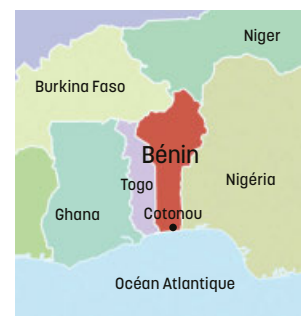 Niger
Burkina Faso
Bénin
Togo
Nigéria
Ghana
Cotonou
Océan Atlantique